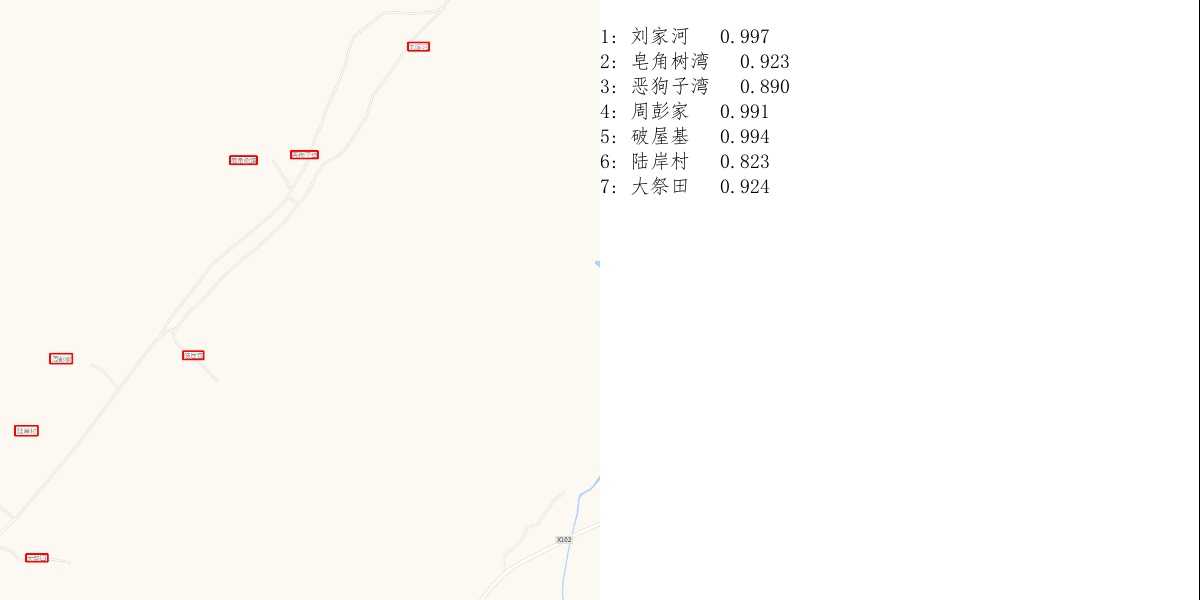 X102
1: 刘家河 0.997
2: 皂角树湾 0.923
3: 恶狗子湾 0.890
4: 周彭家 0.991
5: 破屋基 0.994
6: 陆岸村 0.823
7: 大祭田 0.924